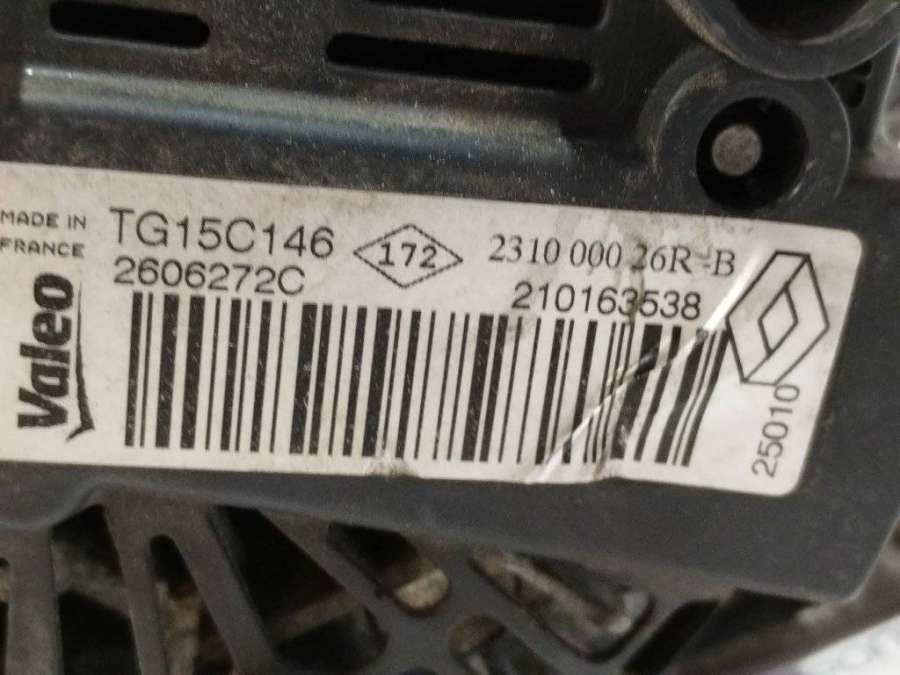 MADE IN
FRANCE
Valeo
TG15C146
172
2310 000 26R-B
2606272C
210163538
25010